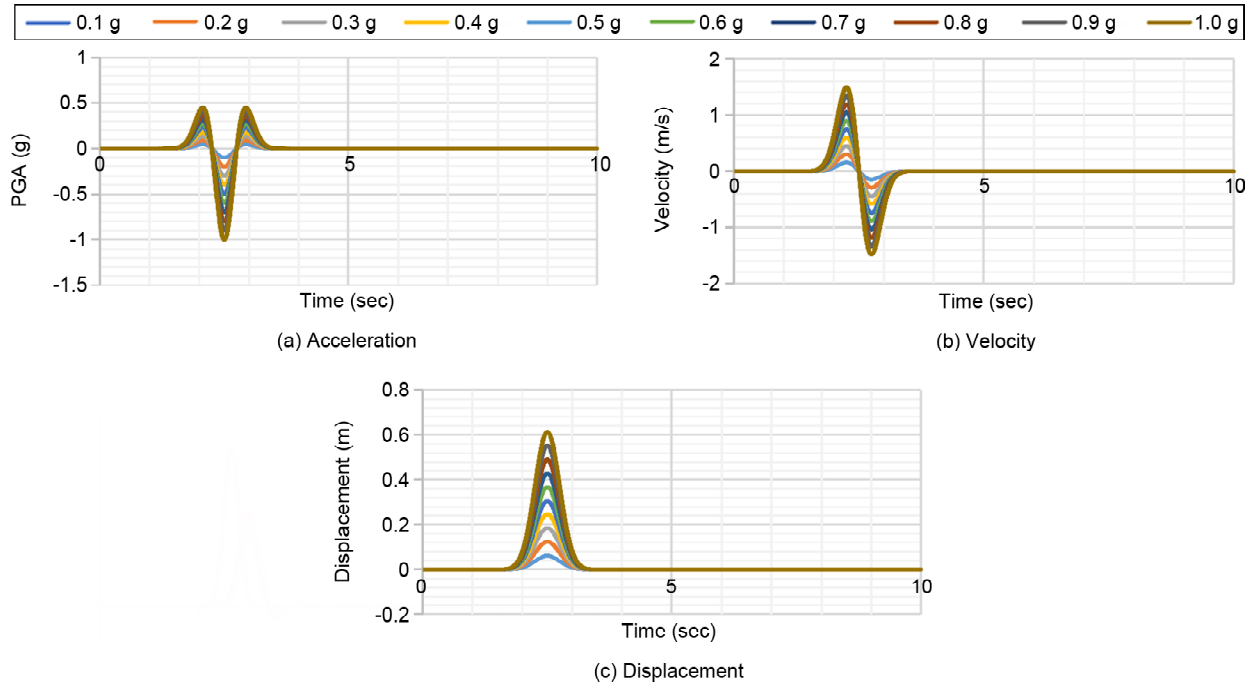 0.1 g 0.2 g 0.3 g 0.4 g 0.5 g 0.6 g 0.7 g 0.8 g 0.9 g 1.0 g
PGA (g)
1
0.5
0
-0.5
-1
-1.5
0 5 10
Time (sec)
(a) Acceleration
Velocity (m/s)
2
1
0
-1
-2
0 5 10
Time (sec)
(b) Velocity
Displacement (m)
0.8
0.6
0.4
0.2
0
-0.2
0 5 10
Time (sec)
(c) Displacement